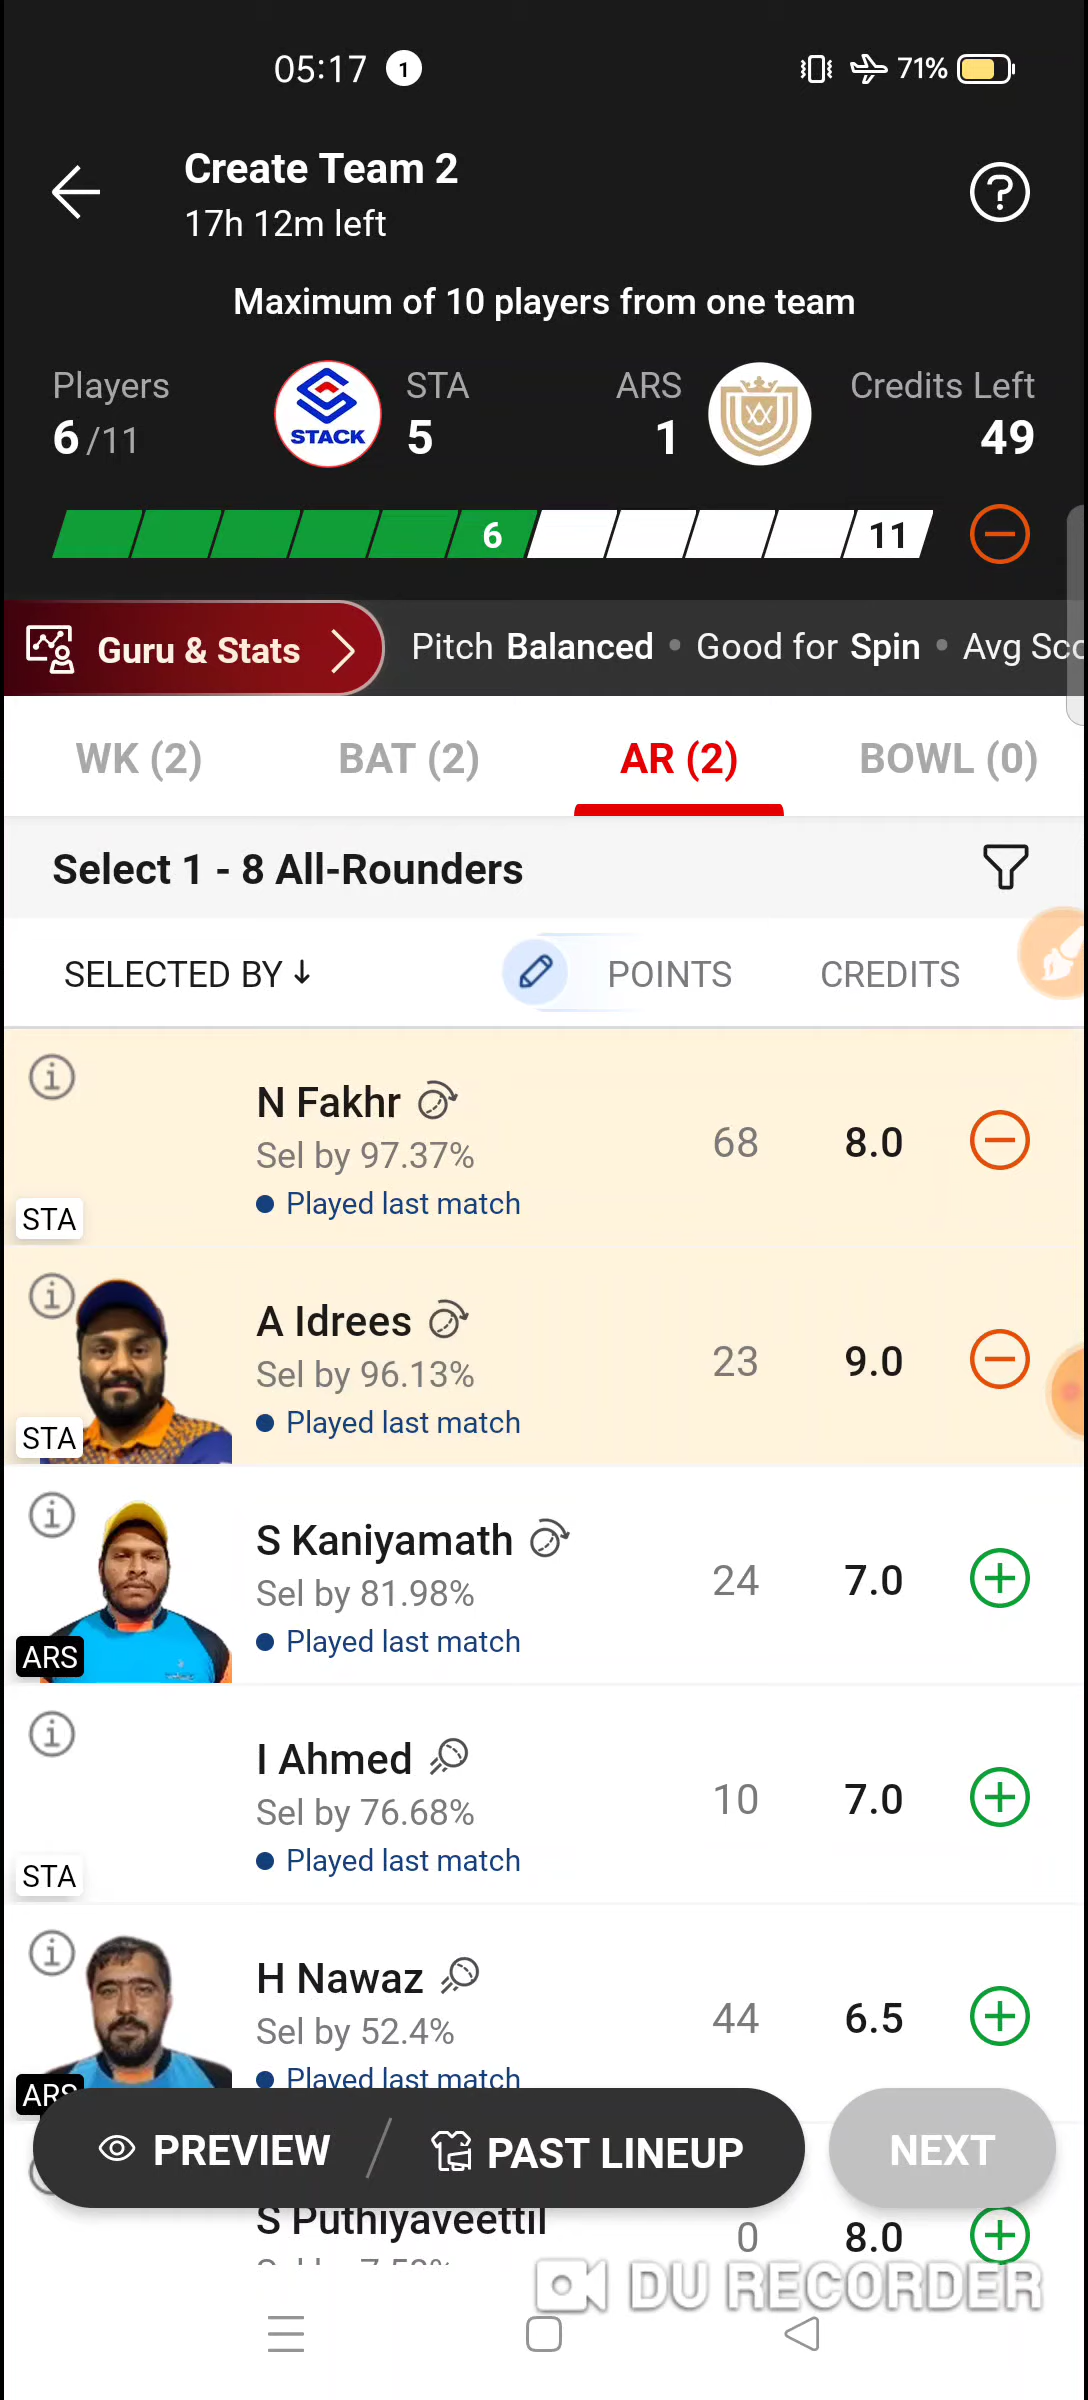 05:17 1 71%
Create Team 2
17h 12m left
Maximum of 10 players from one team
Players STA ARS Credits Left
6/11 STACK 5 1 49
6 11
Guru & Stats Pitch Balanced • Good for Spin • Avg
WK (2) BAT (2) AR (2) BOWL (0)
Select 1 - 8 All-Rounders
SELECTED BY ↓ POINTS CREDITS
N Fakhr
Sel by 97.37% 68 8.0
Played last match
STA
A Idrees
Sel by 96.13% 23 9.0
Played last match
STA
S Kaniyamath
Sel by 81.98% 24 7.0
Played last match
ARS
I Ahmed
Sel by 76.68% 10 7.0
Played last match
STA
H Nawaz
Sel by 52.4% 44 6.5
Played last match
ARS
PREVIEW PAST LINEUP NEXT
S Puthiyaveettil 0 8.0
DU RECORDER